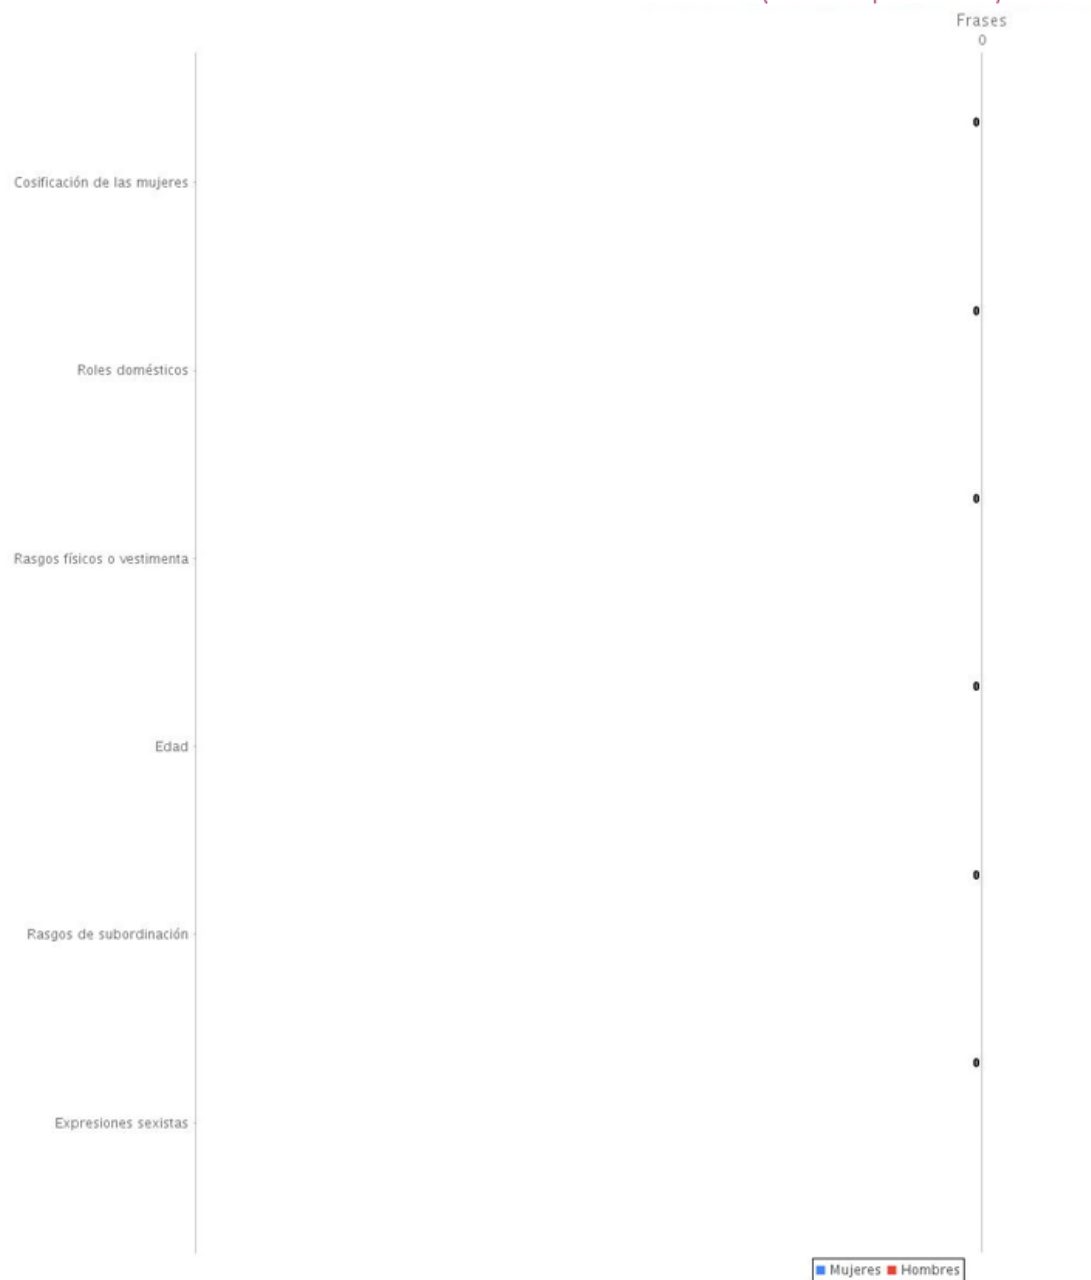 Frases
0
0
Cosificación de las mujeres
0
Roles domésticos
0
Rasgos físicos o vestimenta
0
Edad
0
Rasgos de subordinación
0
Expresiones sexistas
Mujeres Hombres